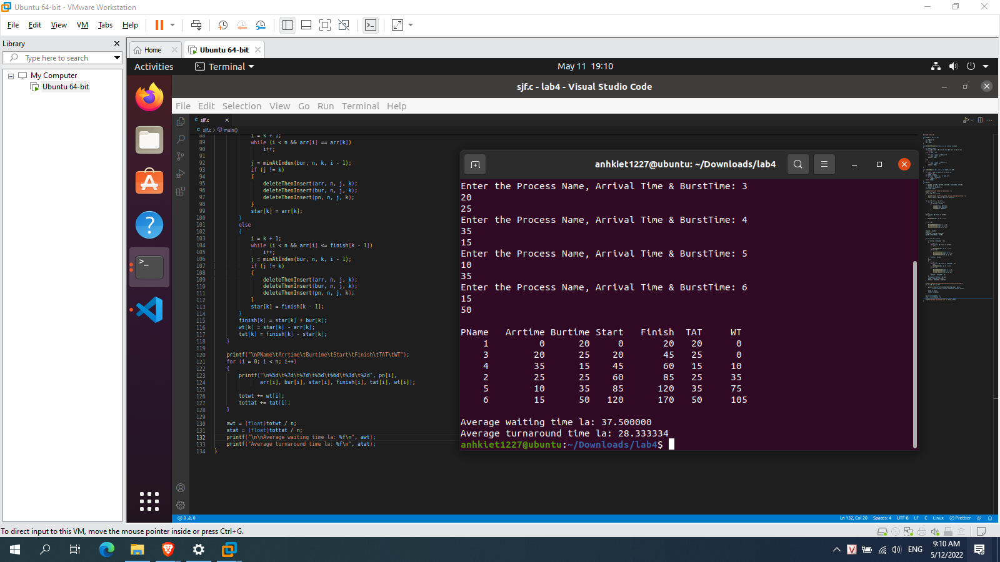 Ubuntu 64-bit - VMware Workstation
File Edit View VM Tabs Help
Library
Type here to search
My Computer
Ubuntu 64-bit
Home
Ubuntu 64-bit
Activities
Terminal
May 11 19:10
sjf.c - lab4 - Visual Studio Code
File Edit Selection View Go Run Terminal Help
sjf.c
sjf.c > main()
88 i = k + 1;
89 while (i < n && arr[i] == arr[k])
90 i++;
91
92 j = minAtIndex(bur, n, k, i - 1);
93 if (j != k)
94 {
95 deleteThenInsert(arr, n, j, k);
96 deleteThenInsert(bur, n, j, k);
97 deleteThenInsert(pn, n, j, k);
98 }
99 star[k] = arr[k];
100 }
101 else
102 {
103 i = k + 1;
104 while (i < n && arr[i] <= finish[k - 1])
105 i++;
106 j = minAtIndex(bur, n, k, i - 1);
107 if (j != k)
108 {
109 deleteThenInsert(arr, n, j, k);
110 deleteThenInsert(bur, n, j, k);
111 deleteThenInsert(pn, n, j, k);
112 }
113 star[k] = finish[k - 1];
114 }
115 finish[k] = star[k] + bur[k];
116 wt[k] = star[k] - arr[k];
117 tat[k] = finish[k] - star[k];
118 }
119
120 printf("\nPName\tArrtime\tBurtime\tStart\tFinish\tTAT\tWT");
121 for (i = 0; i < n; i++)
122 {
123 printf("\n%5d\t%7d\t%7d\t%5d\t%6d\t%3d\t%2d", pn[i],
124 arr[i], bur[i], star[i], finish[i], tat[i], wt[i]);
125
126 totwt += wt[i];
127 tottat += tat[i];
128 }
129
130 awt = (float)totwt / n;
131 atat = (float)tottat / n;
132 printf("\n\nAverage waiting time la: %f\n", awt);
133 printf("Average turnaround time la: %f\n", atat);
134 }
anhkiet1227@ubuntu: ~/Downloads/lab4
Enter the Process Name, Arrival Time & BurstTime: 3
20
25
Enter the Process Name, Arrival Time & BurstTime: 4
35
15
Enter the Process Name, Arrival Time & BurstTime: 5
10
35
Enter the Process Name, Arrival Time & BurstTime: 6
15
50
PName Arrtime Burtime Start Finish TAT WT
1 0 20 0 20 20 0
3 20 25 20 45 25 0
4 35 15 45 60 15 10
2 25 25 60 85 25 35
5 10 35 85 120 35 75
6 15 50 120 170 50 105
Average waiting time la: 37.500000
Average turnaround time la: 28.333334
anhkiet1227@ubuntu:~/Downloads/lab4$
0 0
Ln 132, Col 20 Spaces: 4 UTF-8 LF C Linux Prettier
To direct input to this VM, move the mouse pointer inside or press Ctrl+G.
ENG
9:10 AM
5/12/2022